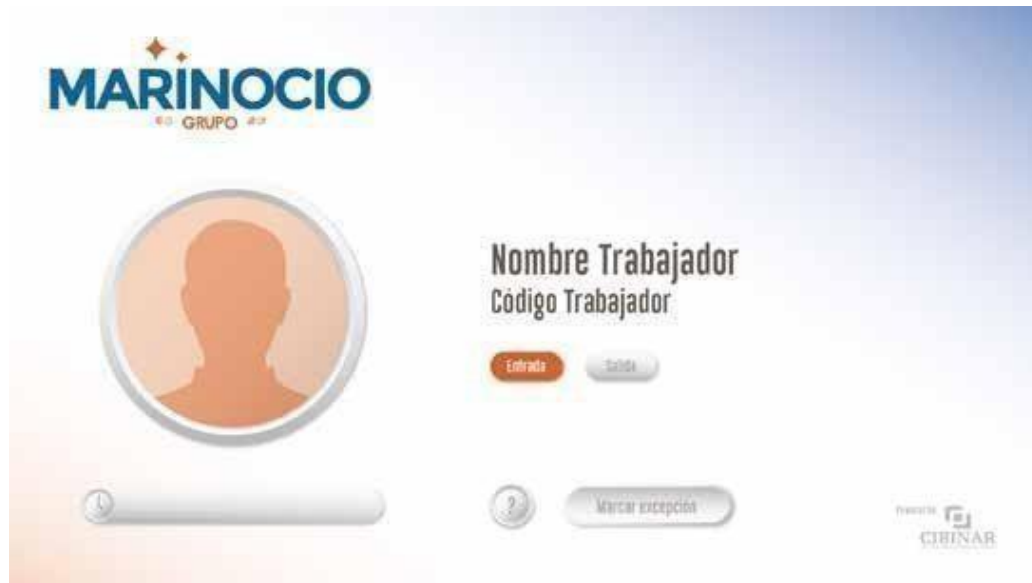 MARINOCIO
GRUPO
Nombre Trabajador
Código Trabajador
Entrada
Salida
?
Marcar excepción
CIBINAR